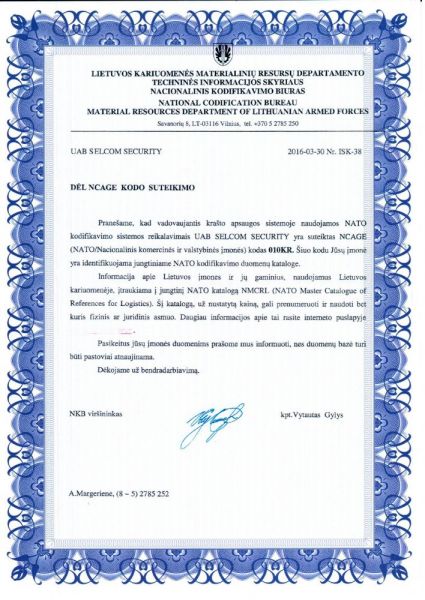 LIETUVOS KARIUOMENĖS MATERIALINIŲ RESURSŲ DEPARTAMENTO
TECHNINĖS INFORMACIJOS SKYRIAUS
NACIONALINIS KODIFIKAVIMO BIURAS
NATIONAL CODIFICATION BUREAU
MATERIAL RESOURCES DEPARTMENT OF LITHUANIAN ARMED FORCES
Savanorių 8, LT-03116 Vilnius, tel. +370 5 2785 250
UAB SELCOM SECURITY 2016-03-30 Nr. ISK-38
DĖL NCAGE KODO SUTEIKIMO
Pranešame, kad vadovaujantis krašto apsaugos sistemoje naudojamos NATO
kodifikavimo sistemos reikalavimais UAB SELCOM SECURITY yra suteiktas NCAGE
(NATO/Nacionalinis komercinės ir valstybinės įmonės) kodas 010KR. Šiuo kodu Jūsų įmonė
yra identifikuojama jungtiniame NATO kodifikavimo duomenų kataloge.
Informacija apie Lietuvos įmones ir jų gaminius, naudojamus Lietuvos
kariuomenėje, įtraukiama į jungtinį NATO katalogą NMCRL (NATO Master Catalogue of
References for Logistics). Šį katalogą, už nustatytą kainą, gali prenumeruoti ir naudoti bet
kuris fizinis ar juridinis asmuo. Daugiau informacijos apie tai rasite interneto puslapyje
Pasikeitus jūsų įmonės duomenims prašome mus informuoti, nes duomenų bazė turi
būti pastoviai atnaujinama.
Dėkojame už bendradarbiavimą.
NKB viršininkas kpt.Vytautas Gylys
A.Margeriene, (8 – 5) 2785 252